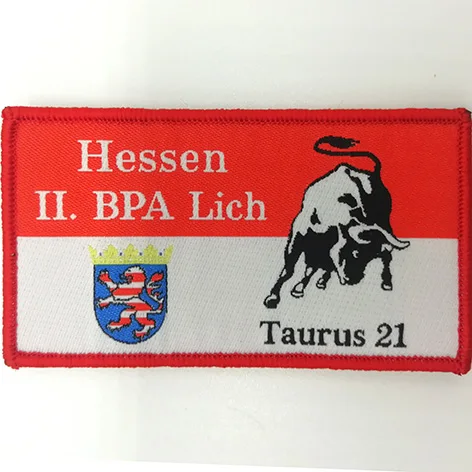 Hessen
II. BPA Lich
Taurus 21